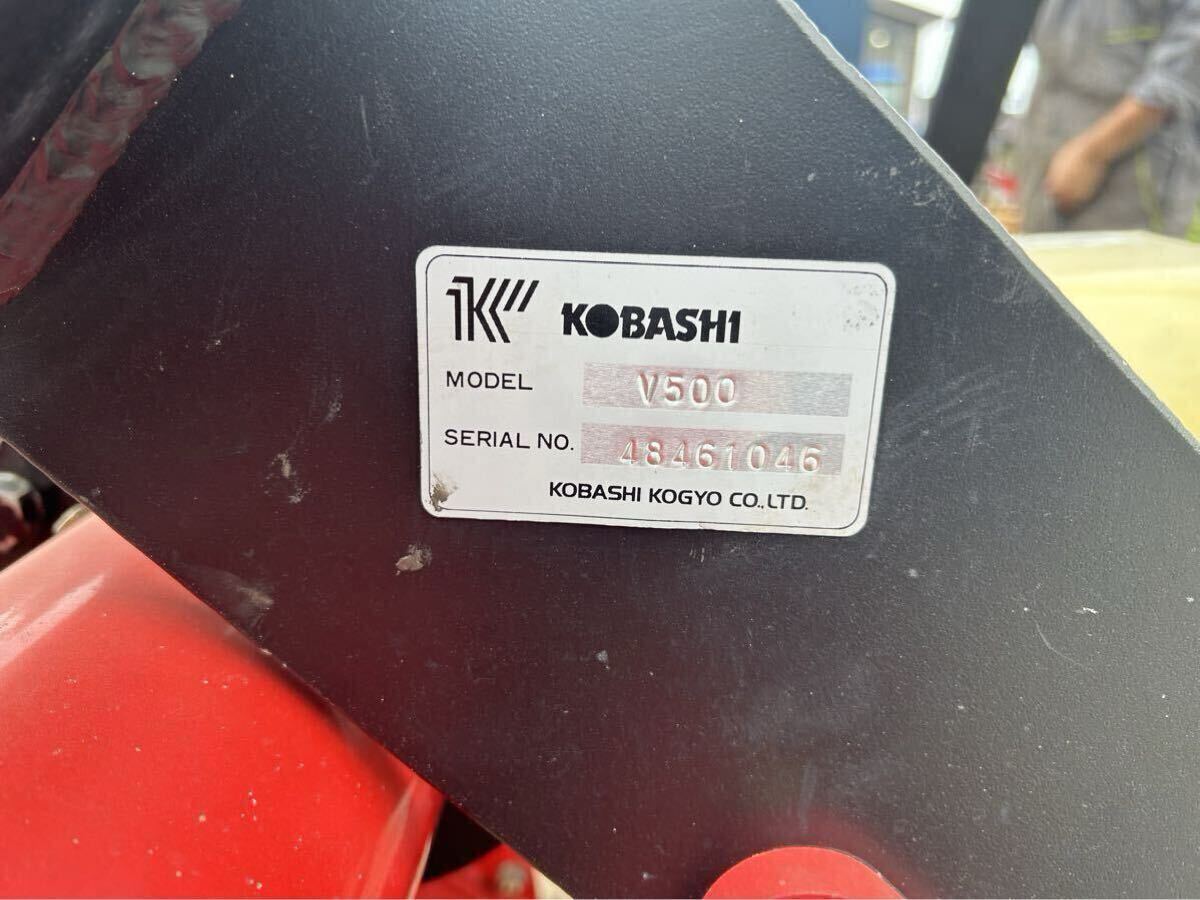 KOBASHI
MODEL V500
SERIAL NO. 48461046
KOBASHI KOGYO CO.,LTD.